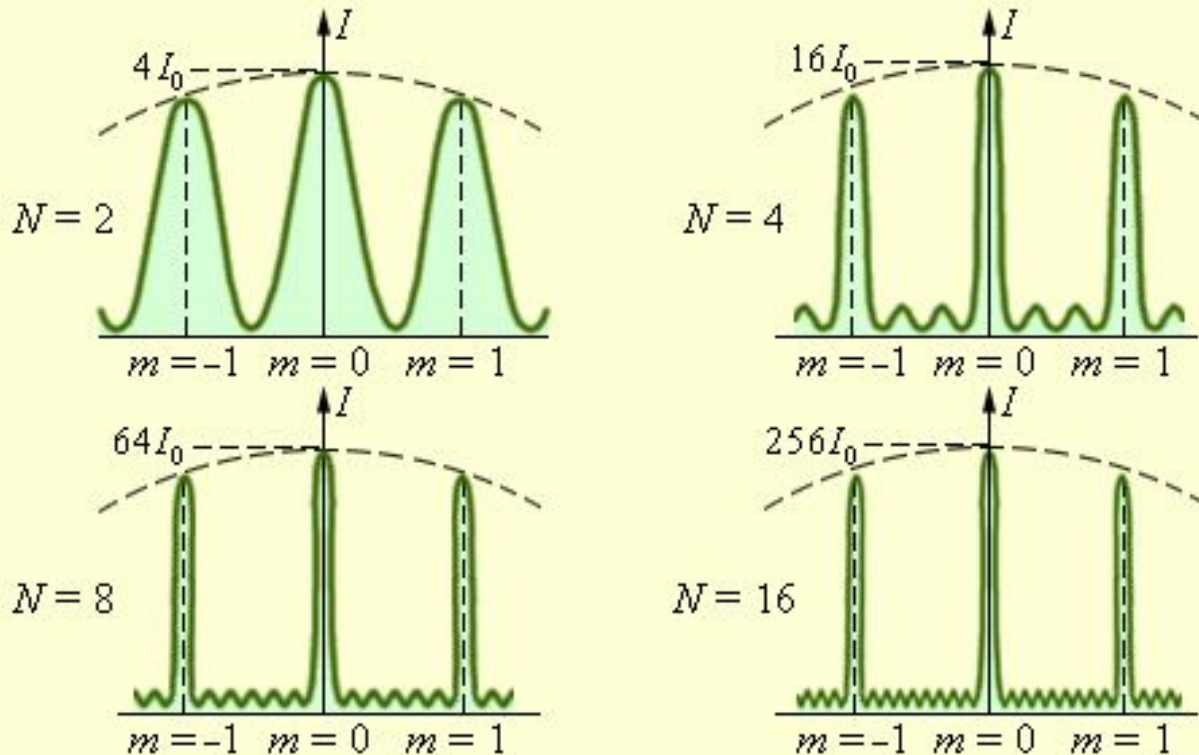 I
4I₀
N = 2
m = -1 m = 0 m = 1
I
16I₀
N = 4
m = -1 m = 0 m = 1
I
64I₀
N = 8
m = -1 m = 0 m = 1
I
256I₀
N = 16
m = -1 m = 0 m = 1